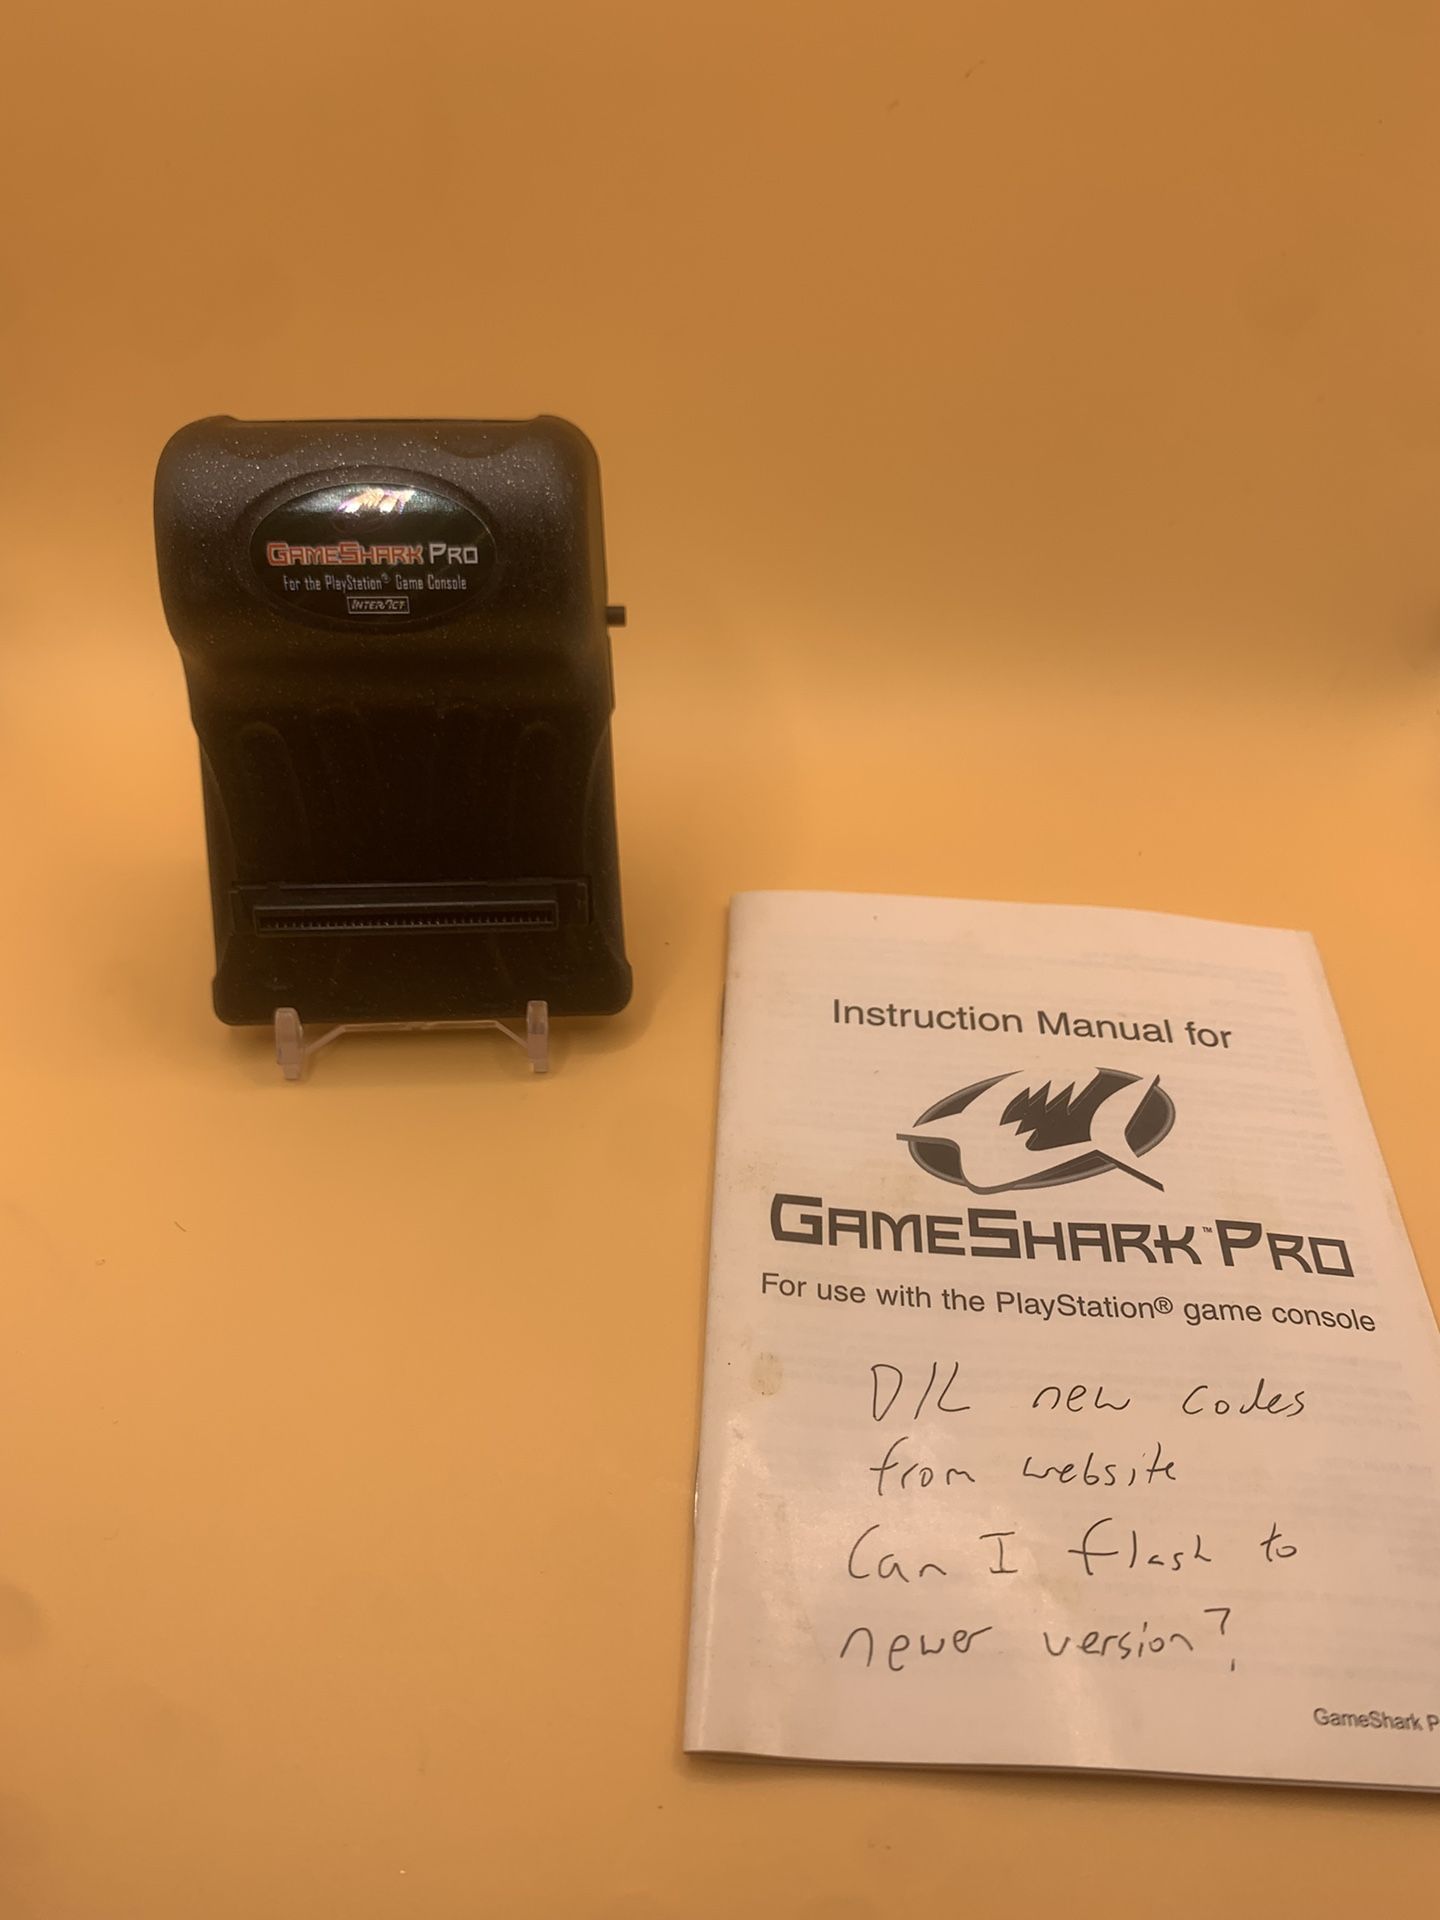 GAMESHARK PRO
For the PlayStation® Game Console
INTERACT
Instruction Manual for
GAMESHARK™ PRO
For use with the PlayStation® game console
D/L new codes
from website
Can I flash to
newer version?
GameShark P